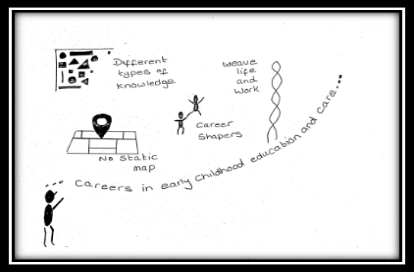 Different
types of
Knowledge
weave
life
and
work
Career
Shapers
No static
map
Careers in early childhood education and care...